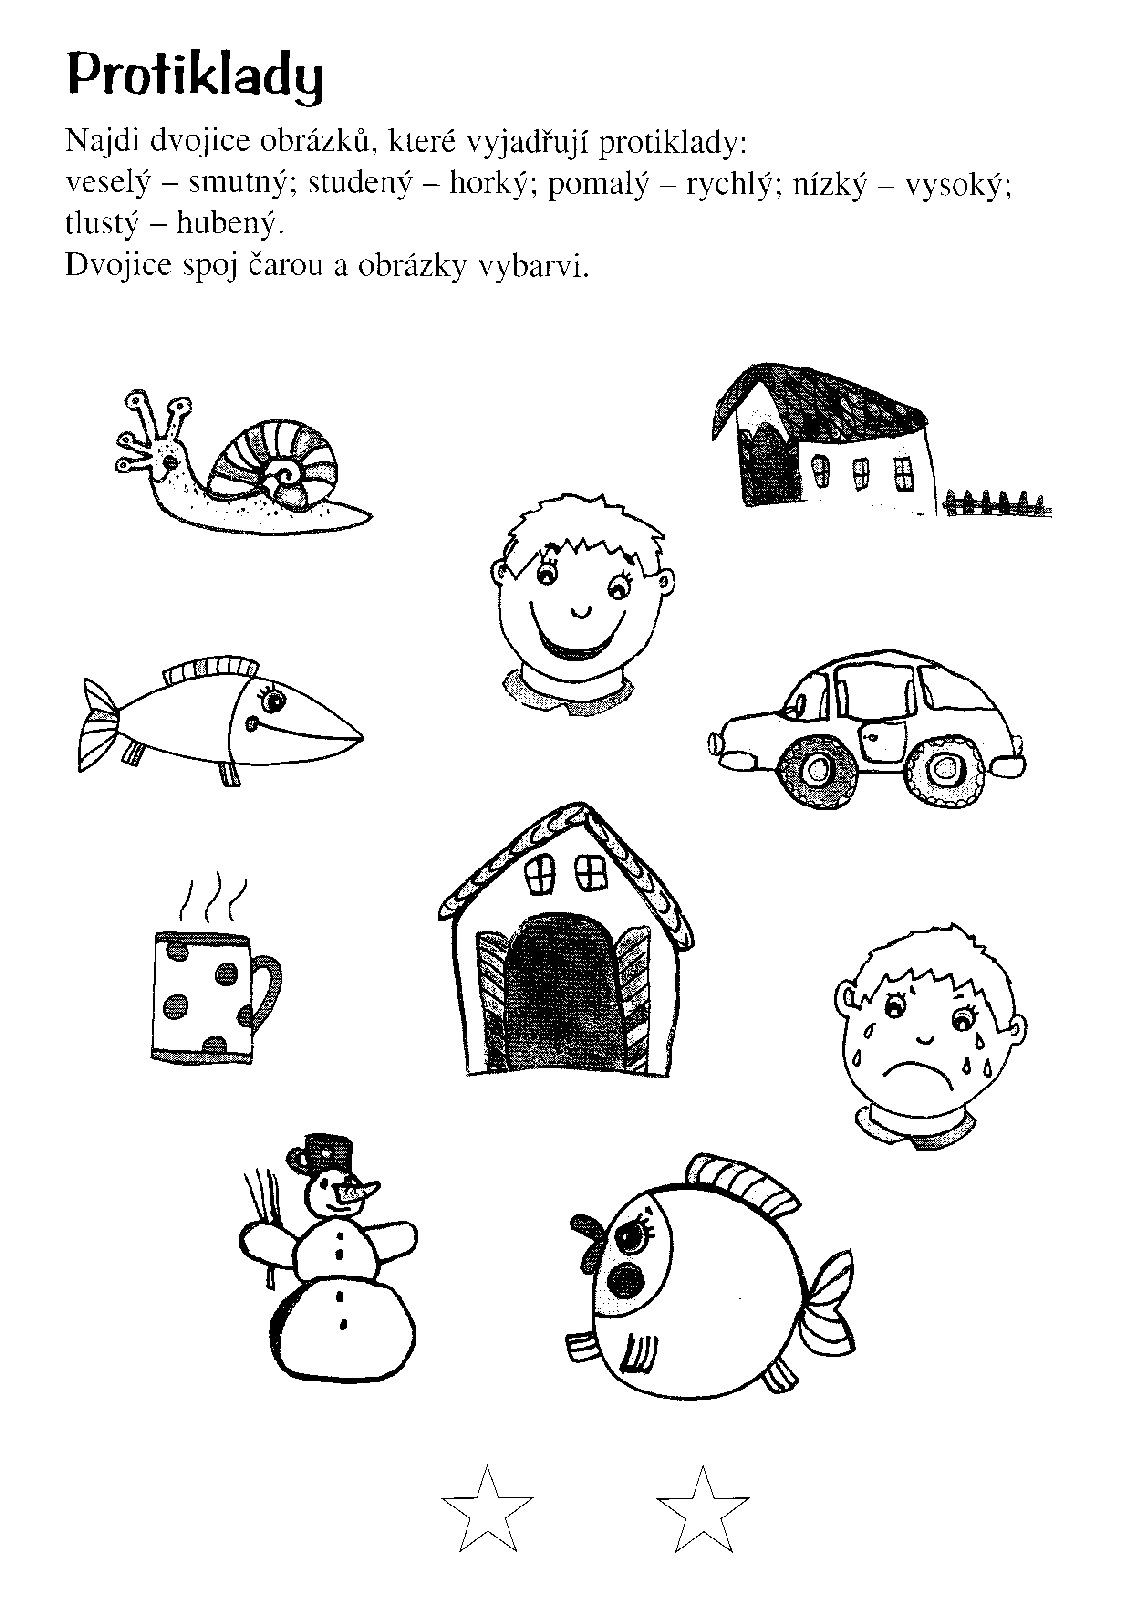 Protiklady
Najdi dvojice obrázků, které vyjadřují protiklady:
veselý – smutný; studený – horký; pomalý – rychlý; nízký – vysoký;
tlustý – hubený.
Dvojice spoj čarou a obrázky vybarvi.